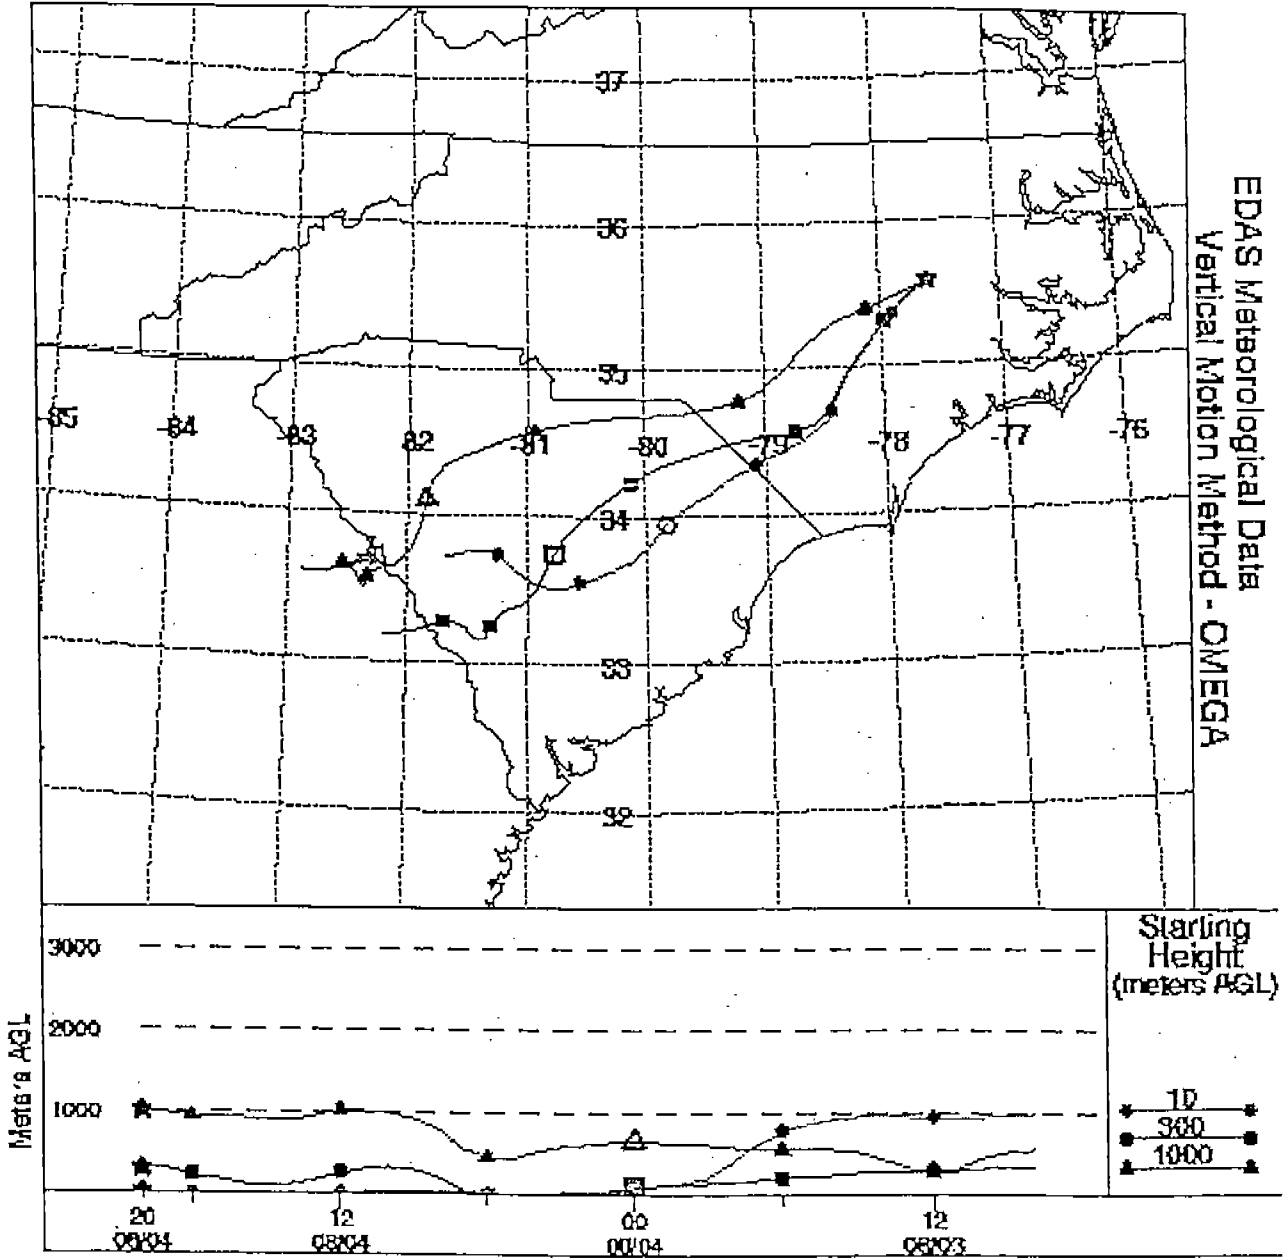 EDAS Meteorological Data
Vertical Motion Method - OMEGA
37
36
35
-85 -84 -83 -82 -81 -80 -79 -78 -77 -76
34
33
32
Starting
Height
(meters AGL)
3000
2000
1000
Meters AGL
10
1000
20 12 00 12